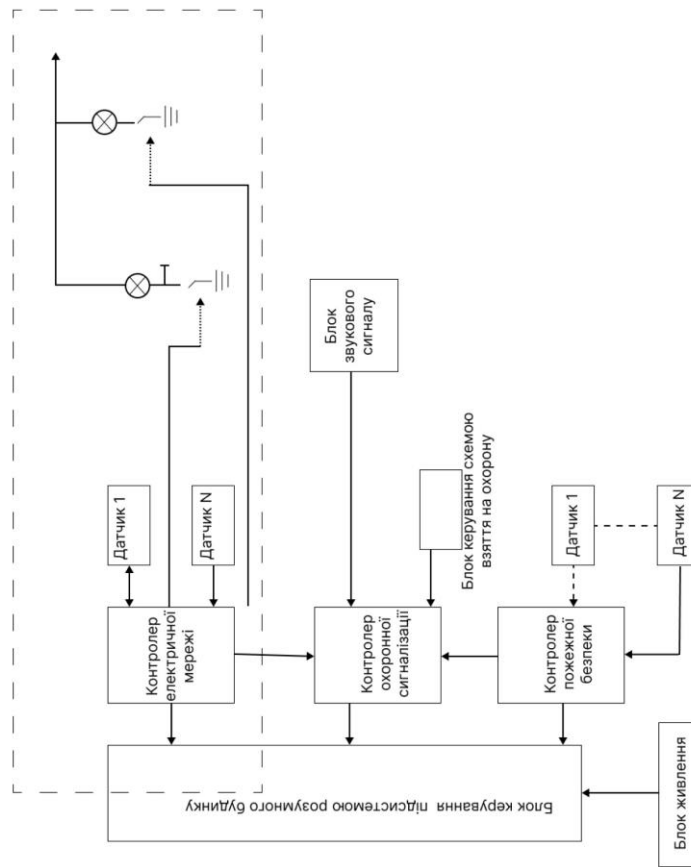 Датчик 1
Датчик N
Контролер
електричної
мережі
Блок
звукового
сигналу
Блок керування схемою
взяття на охорону
Контролер
охоронної
сигналізації
Датчик 1
Датчик N
Контролер
пожежної
безпеки
Блок керування підсистемою розумного будинку
Блок живлення